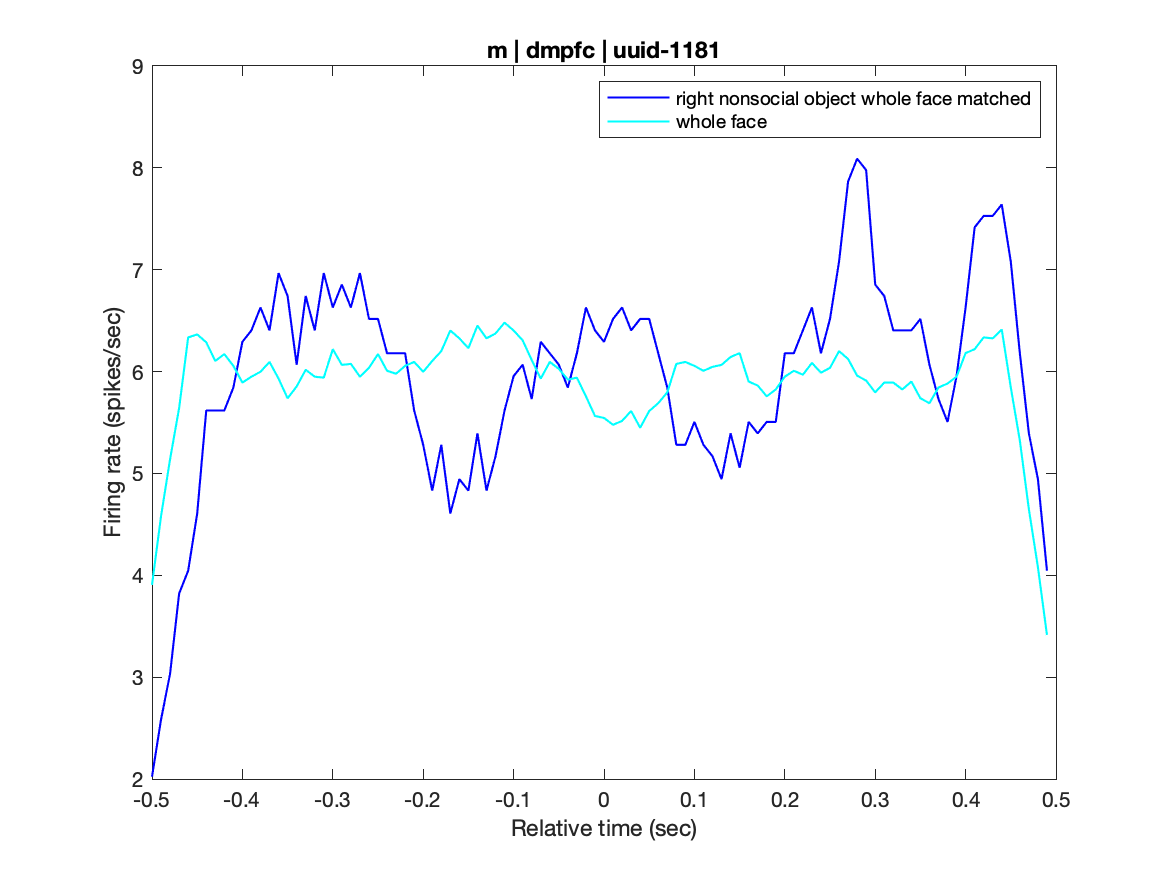 m | dmpfc | uuid-1181
right nonsocial object whole face matched
whole face
Firing rate (spikes/sec)
9
8
7
6
5
4
3
2
-0.5 -0.4 -0.3 -0.2 -0.1 0 0.1 0.2 0.3 0.4 0.5
Relative time (sec)